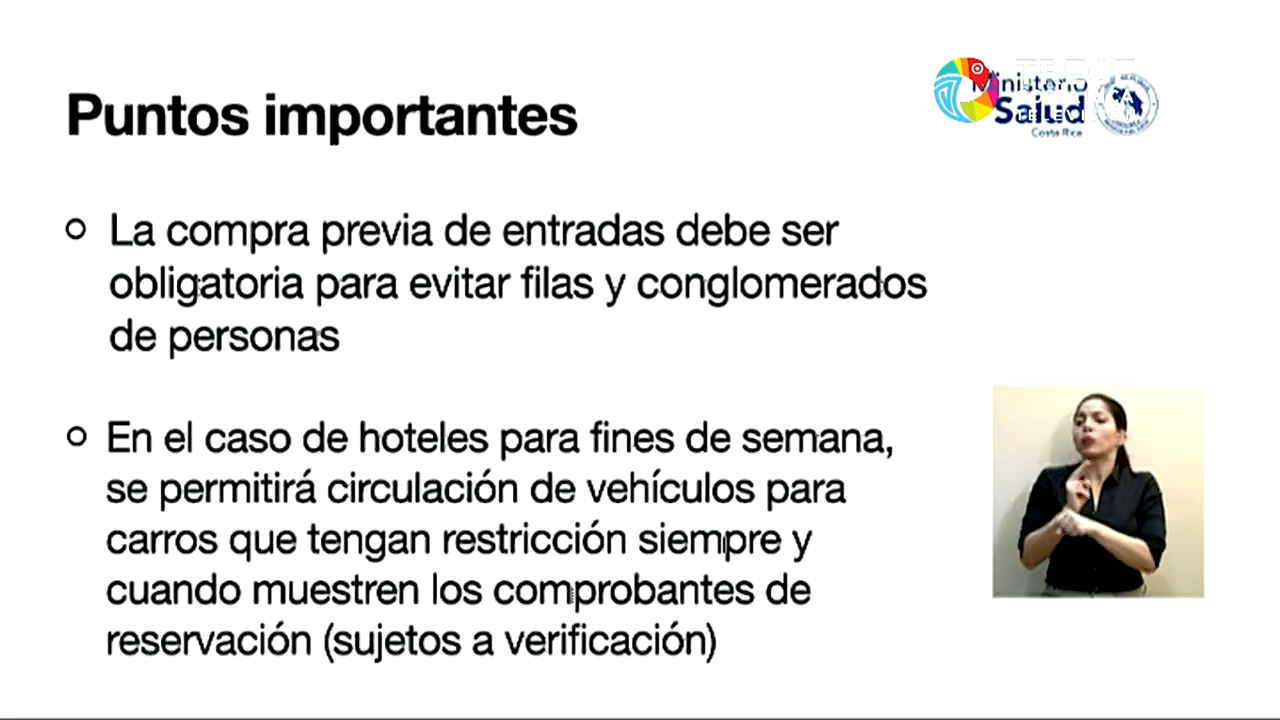 Puntos importantes
Ministerio
Salud
Costa Rica
La compra previa de entradas debe ser
obligatoria para evitar filas y conglomerados
de personas
En el caso de hoteles para fines de semana,
se permitirá circulación de vehículos para
carros que tengan restricción siempre y
cuando muestren los comprobantes de
reservación (sujetos a verificación)